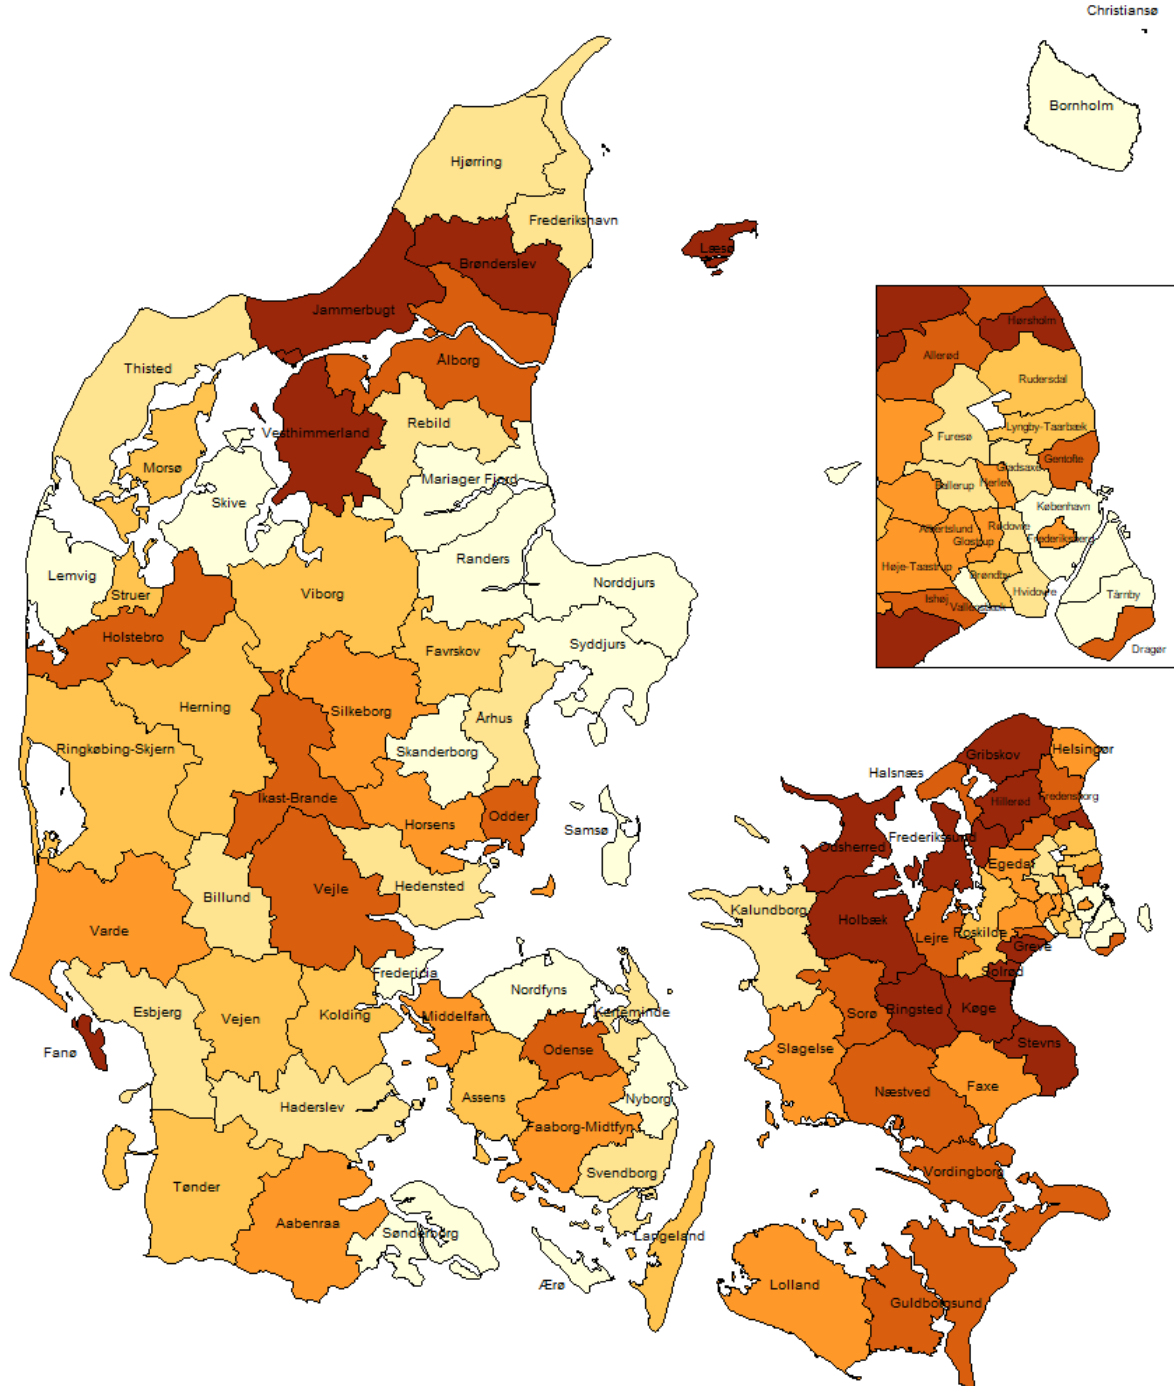 Christiansø
Bornholm
Hjørring
Frederikshavn
Læsø
Brønderslev
Jammerbugt
Ålborg
Thisted
Rebild
Vesthimmerland
Morsø
Mariager Fjord
Skive
Randers
Norddjurs
Lemvig
Struer
Viborg
Holstebro
Syddjurs
Favrskov
Herning
Silkeborg
Århus
Ringkøbing-Skjern
Skanderborg
Ikast-Brande
Horsens
Odder
Samsø
Billund
Vejle
Hedensted
Varde
Fredericia
Nordfyns
Esbjerg
Vejen
Kolding
Middelfart
Kerteminde
Fanø
Odense
Haderslev
Assens
Nyborg
Faaborg-Midtfyn
Svendborg
Tønder
Aabenraa
Sønderborg
Langeland
Ærø
Hørsholm
Allerød
Rudersdal
Lyngby-Taarbæk
Furesø
Gentofte
Gladsaxe
Ballerup
Herlev
København
Albertslund
Rødovre
Glostrup
Frederiksberg
Høje-Taastrup
Brøndby
Hvidovre
Ishøj
Vallensbæk
Tårnby
Dragør
Gribskov
Helsingør
Halsnæs
Hillerød
Fredensborg
Odsherred
Frederikssund
Egedal
Kalundborg
Holbæk
Lejre
Roskilde
Greve
Solrød
Sorø
Ringsted
Køge
Slagelse
Stevns
Næstved
Faxe
Vordingborg
Lolland
Guldborgsund